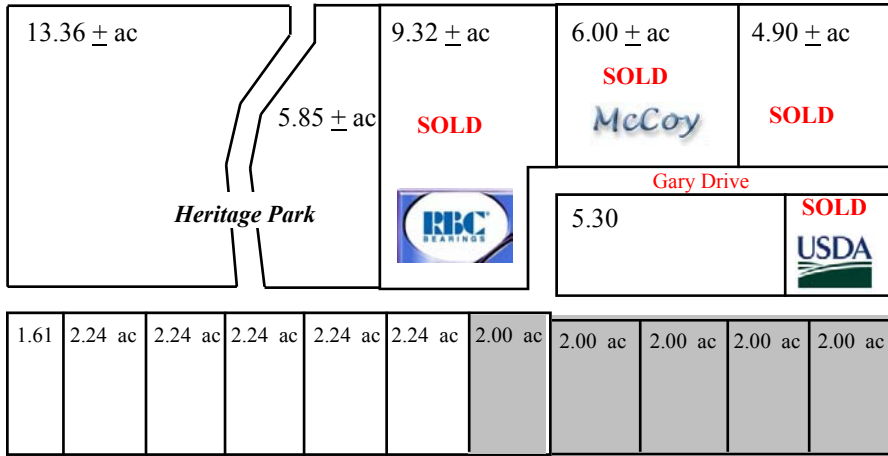 13.36 ± ac
9.32 ± ac
6.00 ± ac
4.90 ± ac
SOLD
5.85 ± ac
SOLD
McCoy
SOLD
Gary Drive
Heritage Park
RBC
BEARINGS
5.30
SOLD
USDA
1.61
2.24 ac
2.24 ac
2.24 ac
2.24 ac
2.24 ac
2.00 ac
2.00 ac
2.00 ac
2.00 ac
2.00 ac